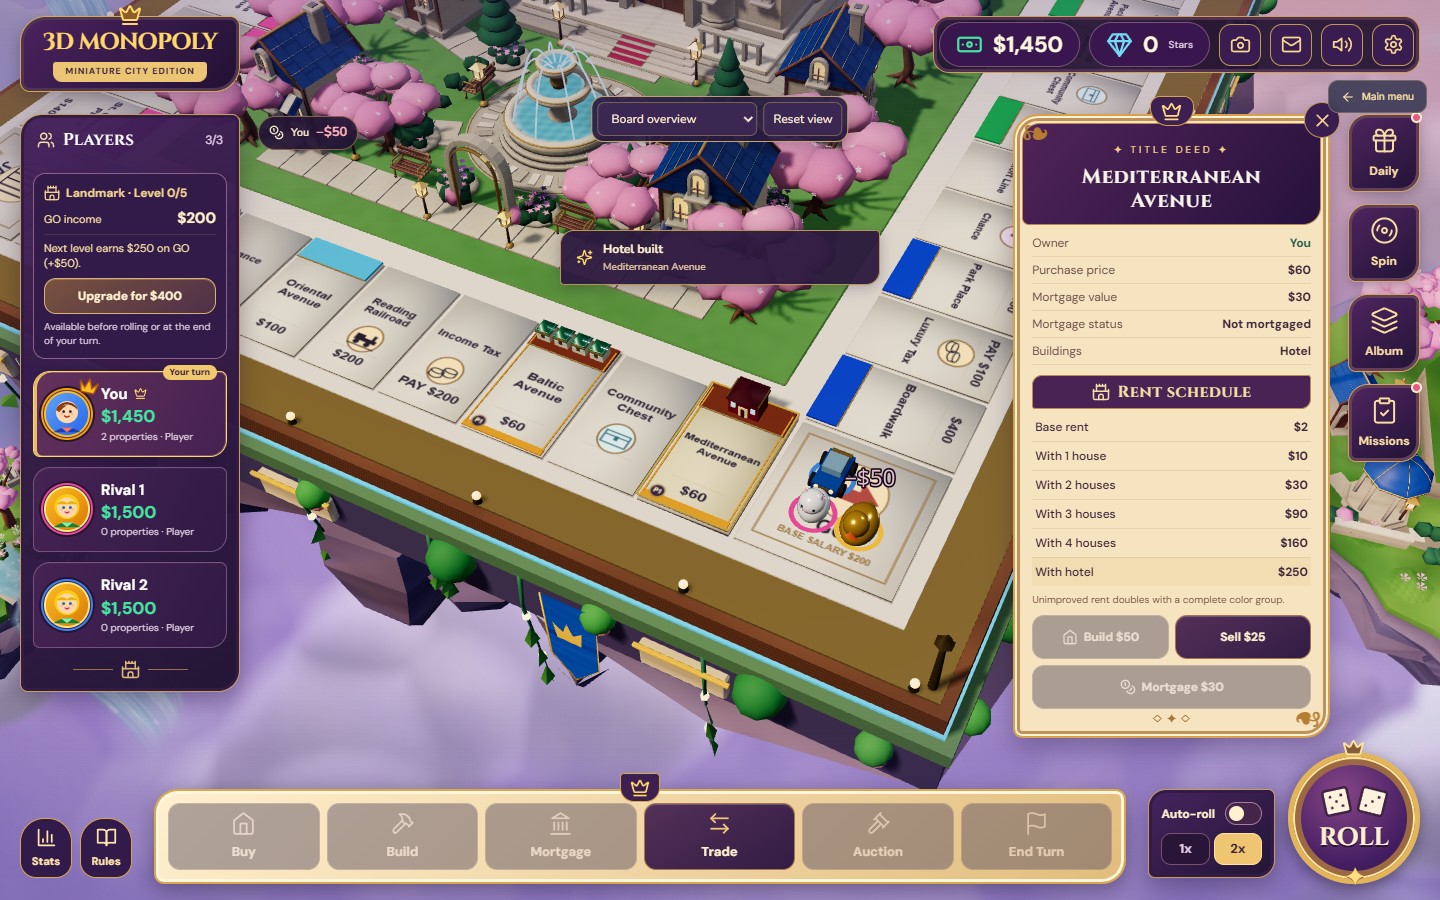 3D MONOPOLY
MINIATURE CITY EDITION
$1,450
0 Stars
Main menu
PLAYERS 3/3
Landmark · Level 0/5
GO income $200
Next level earns $250 on GO
(+$50).
Upgrade for $400
Available before rolling or at the end
of your turn.
Your turn
You
$1,450
2 properties · Player
Rival 1
$1,500
0 properties · Player
Rival 2
$1,500
0 properties · Player
You –$50
Board overview
Reset view
Hotel built
Mediterranean Avenue
Oriental
Avenue
$100
Reading
Railroad
$200
Income Tax
PAY $200
Baltic
Avenue
$60
Community
Chest
Mediterranean
Avenue
$60
–$50
BASE SALARY $200
Boardwalk
$400
Luxury Tax
PAY $100
Park Place
Chance
Community
Chest
TITLE DEED
MEDITERRANEAN
AVENUE
Owner You
Purchase price $60
Mortgage value $30
Mortgage status Not mortgaged
Buildings Hotel
RENT SCHEDULE
Base rent $2
With 1 house $10
With 2 houses $30
With 3 houses $90
With 4 houses $160
With hotel $250
Unimproved rent doubles with a complete color group.
Build $50
Sell $25
Mortgage $30
Daily
Spin
Album
Missions
Stats
Rules
Buy
Build
Mortgage
Trade
Auction
End Turn
Auto-roll
1x
2x
ROLL